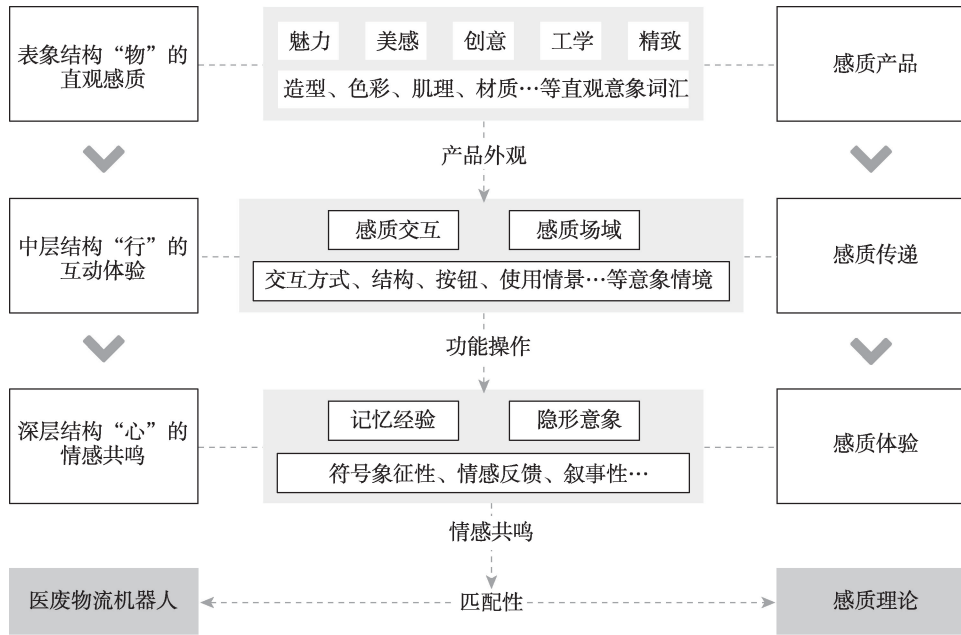 表象结构“物”的
直观感质
魅力 美感 创意 工学 精致
造型、色彩、肌理、材质…等直观意象词汇
感质产品
产品外观
中层结构“行”的
互动体验
感质交互 感质场域
交互方式、结构、按钮、使用情景…等意象情境
感质传递
功能操作
深层结构“心”的
情感共鸣
记忆经验 隐形意象
符号象征性、情感反馈、叙事性…
感质体验
情感共鸣
医废物流机器人 匹配性 感质理论